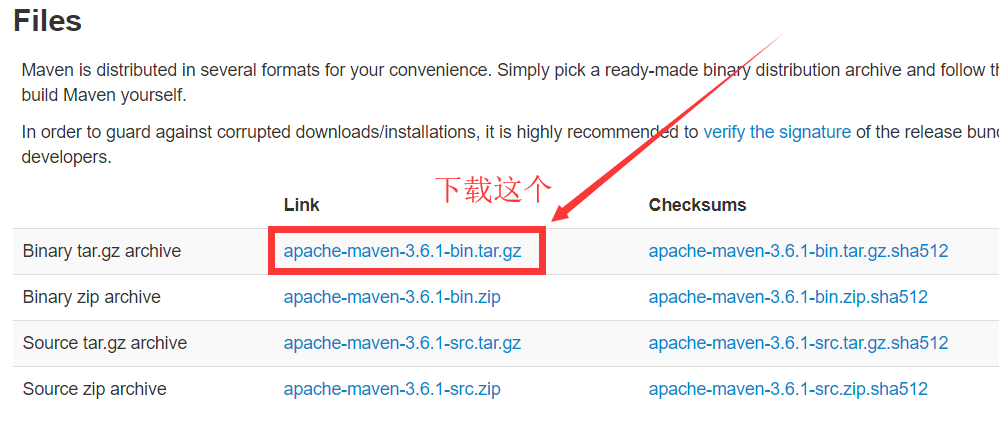 Files
Maven is distributed in several formats for your convenience. Simply pick a ready-made binary distribution archive and follow th
build Maven yourself.
In order to guard against corrupted downloads/installations, it is highly recommended to verify the signature of the release bund
developers.
下载这个
Link Checksums
Binary tar.gz archive apache-maven-3.6.1-bin.tar.gz apache-maven-3.6.1-bin.tar.gz.sha512
Binary zip archive apache-maven-3.6.1-bin.zip apache-maven-3.6.1-bin.zip.sha512
Source tar.gz archive apache-maven-3.6.1-src.tar.gz apache-maven-3.6.1-src.tar.gz.sha512
Source zip archive apache-maven-3.6.1-src.zip apache-maven-3.6.1-src.zip.sha512